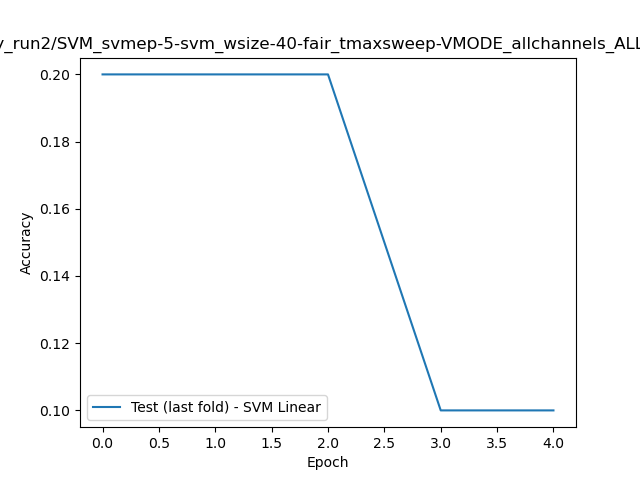 y_run2/SVM_svmep-5-svm_wsize-40-fair_tmaxsweep-VMODE_allchannels_ALL
0.20
0.18
0.16
0.14
0.12
0.10
Accuracy
Test (last fold) - SVM Linear
0.0 0.5 1.0 1.5 2.0 2.5 3.0 3.5 4.0
Epoch